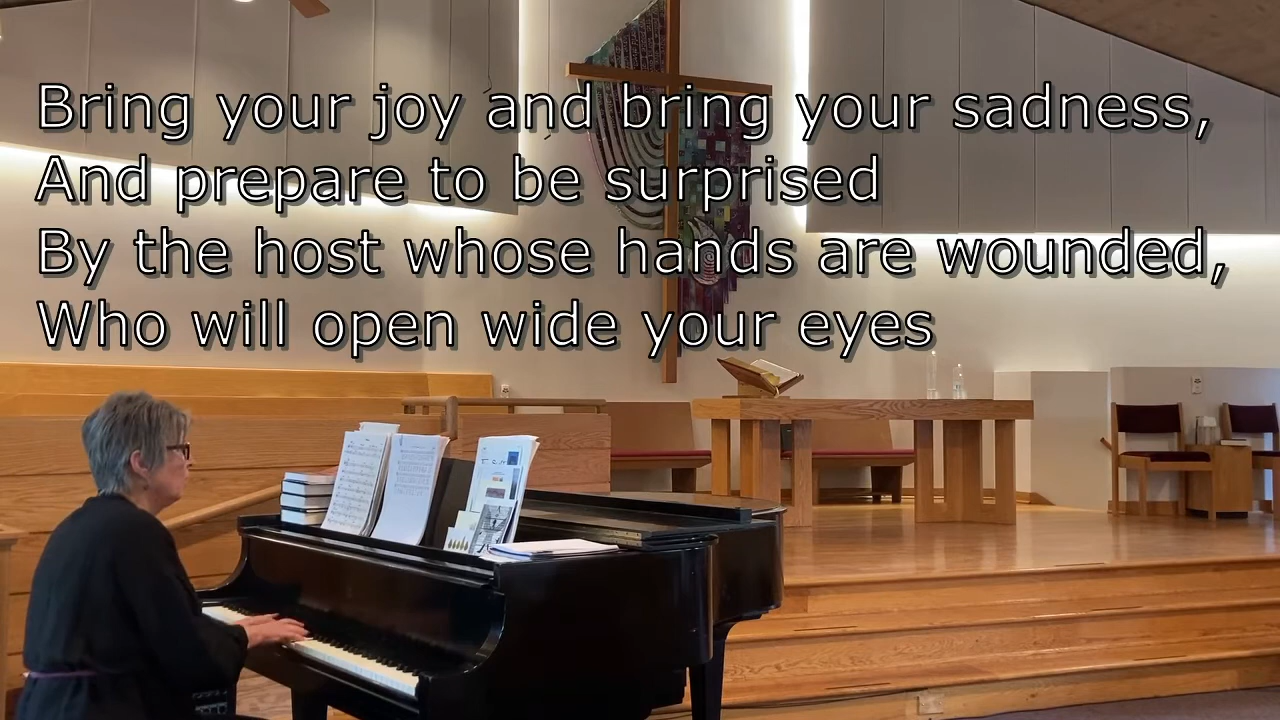 Bring your joy and bring your sadness,
And prepare to be surprised
By the host whose hands are wounded,
Who will open wide your eyes